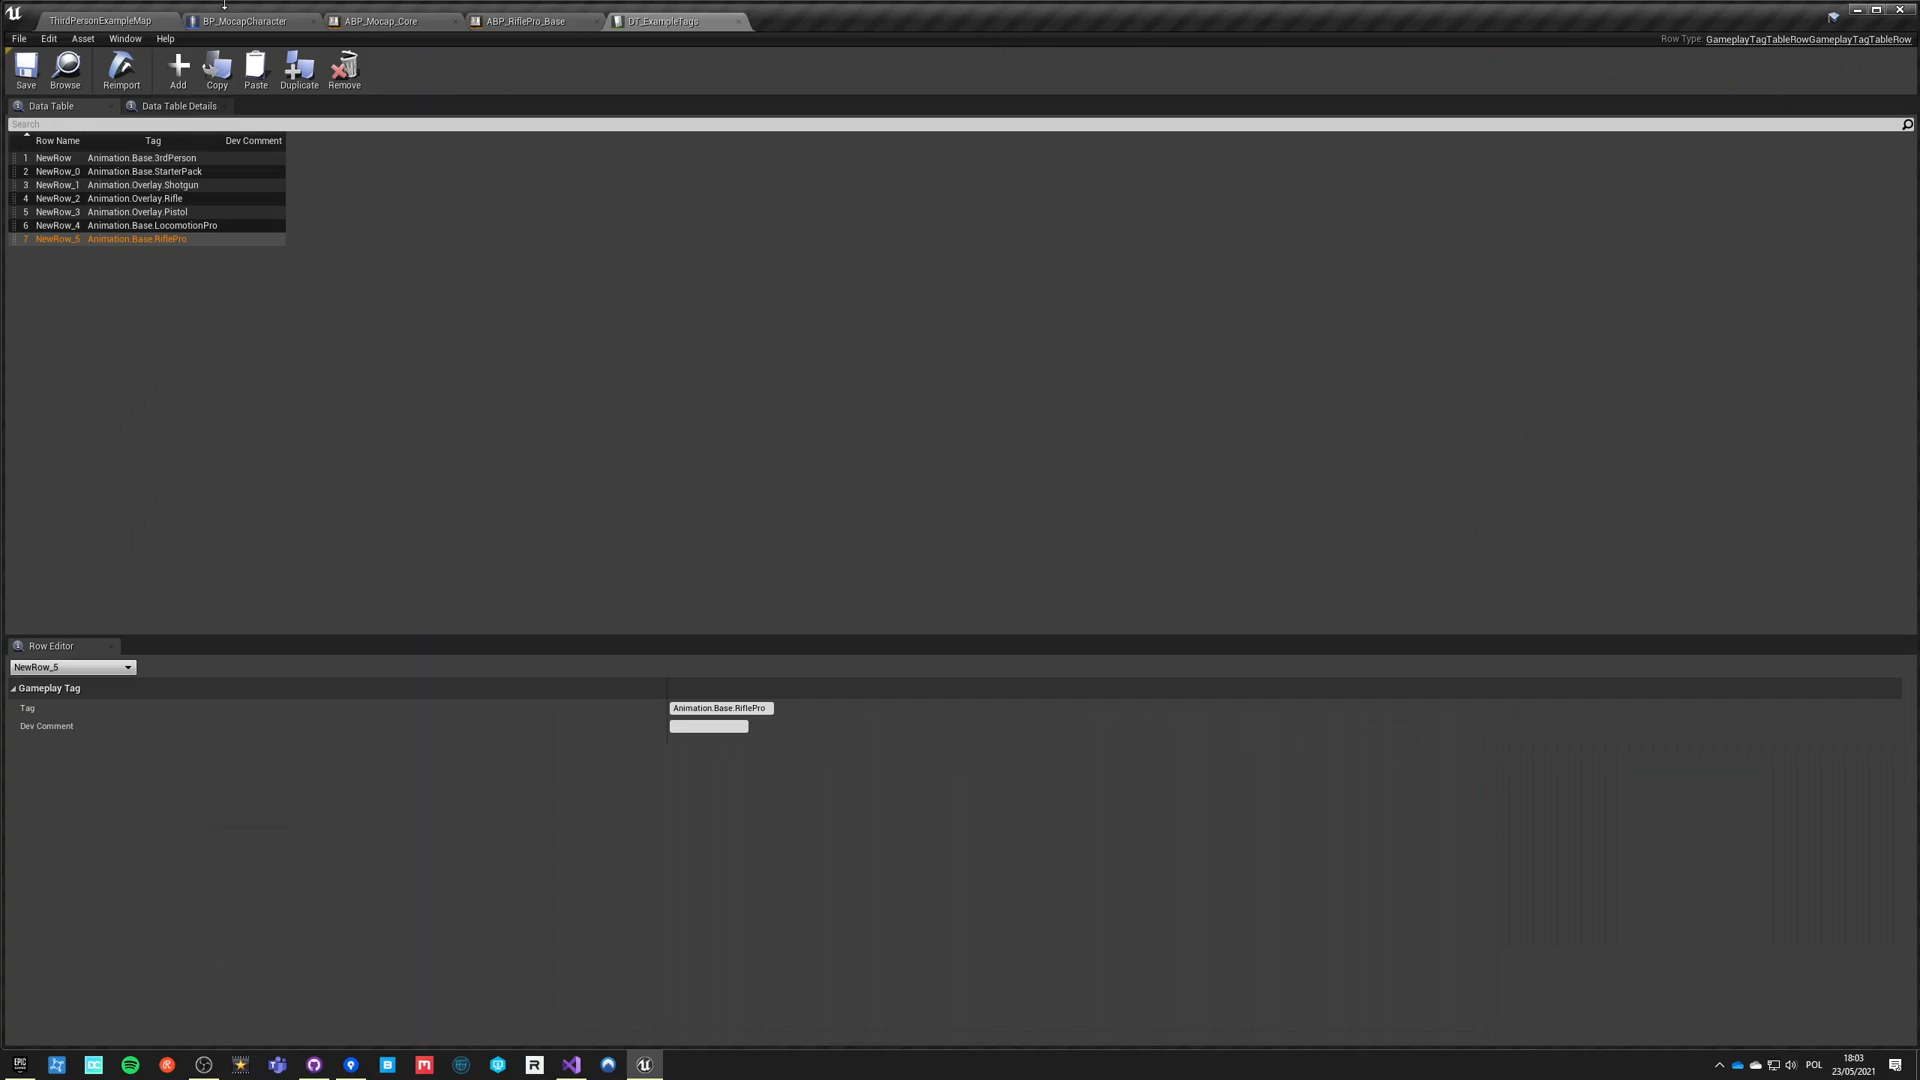 ThirdPersonExampleMap BP_MocapCharacter ABP_Mocap_Core ABP_RiflePro_Base DT_ExampleTags
File Edit Asset Window Help Row Type: GameplayTagTableRowGameplayTagTableRow
Save Browse Reimport Add Copy Paste Duplicate Remove
Data Table Data Table Details
Search
Row Name Tag Dev Comment
1 NewRow Animation.Base.3rdPerson
2 NewRow_0 Animation.Base.StarterPack
3 NewRow_1 Animation.Overlay.Shotgun
4 NewRow_2 Animation.Overlay.Rifle
5 NewRow_3 Animation.Overlay.Pistol
6 NewRow_4 Animation.Base.LocomotionPro
7 NewRow_5 Animation.Base.RiflePro
Row Editor
NewRow_5
Gameplay Tag
Tag Animation.Base.RiflePro
Dev Comment
EPIC GAMES DC R B M R POL 18:03
23/05/2021